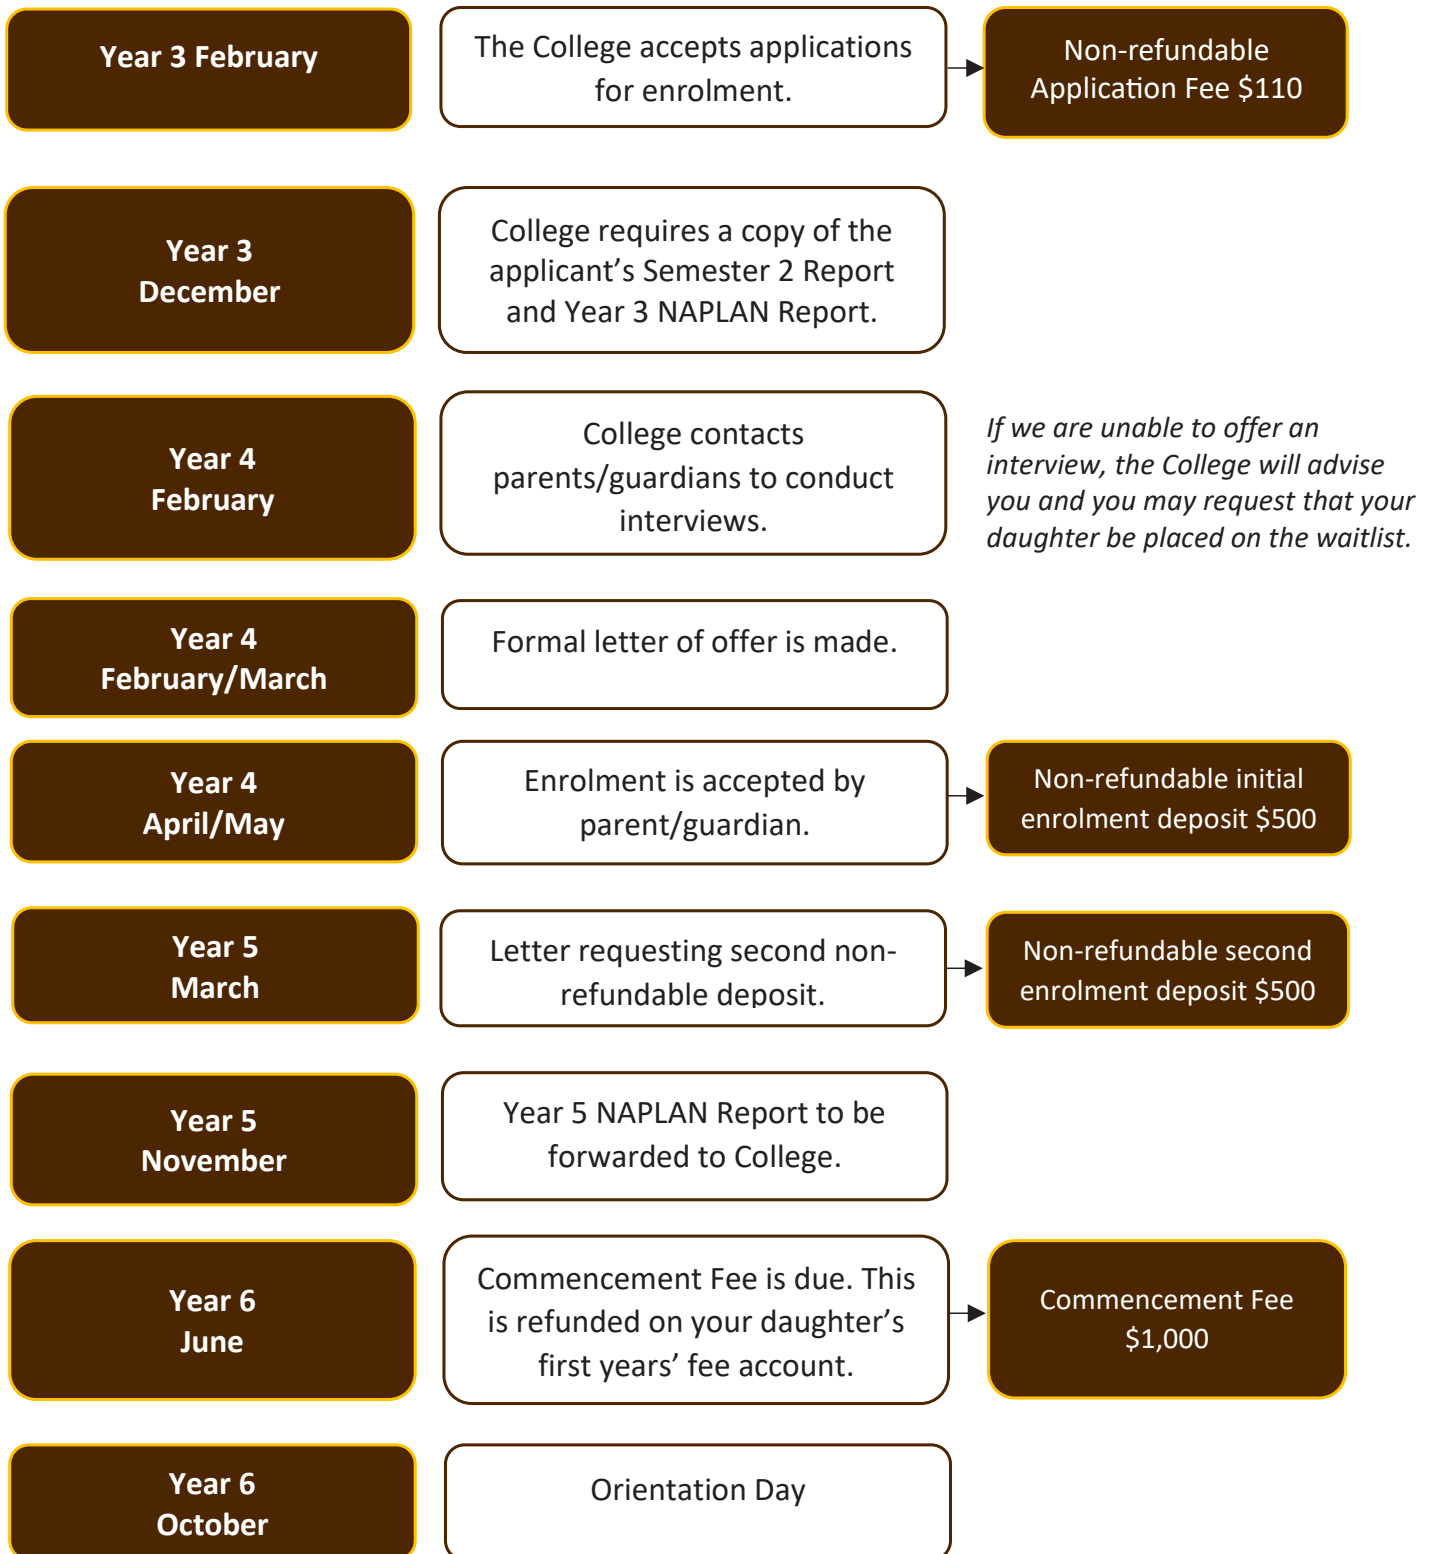 Year 3 February
The College accepts applications
for enrolment.
Non-refundable
Application Fee $110
Year 3
December
College requires a copy of the
applicant’s Semester 2 Report
and Year 3 NAPLAN Report.
Year 4
February
College contacts
parents/guardians to conduct
interviews.
If we are unable to offer an
interview, the College will advise
you and you may request that your
daughter be placed on the waitlist.
Year 4
February/March
Formal letter of offer is made.
Year 4
April/May
Enrolment is accepted by
parent/guardian.
Non-refundable initial
enrolment deposit $500
Year 5
March
Letter requesting second non-
refundable deposit.
Non-refundable second
enrolment deposit $500
Year 5
November
Year 5 NAPLAN Report to be
forwarded to College.
Year 6
June
Commencement Fee is due. This
is refunded on your daughter’s
first years’ fee account.
Commencement Fee
$1,000
Year 6
October
Orientation Day